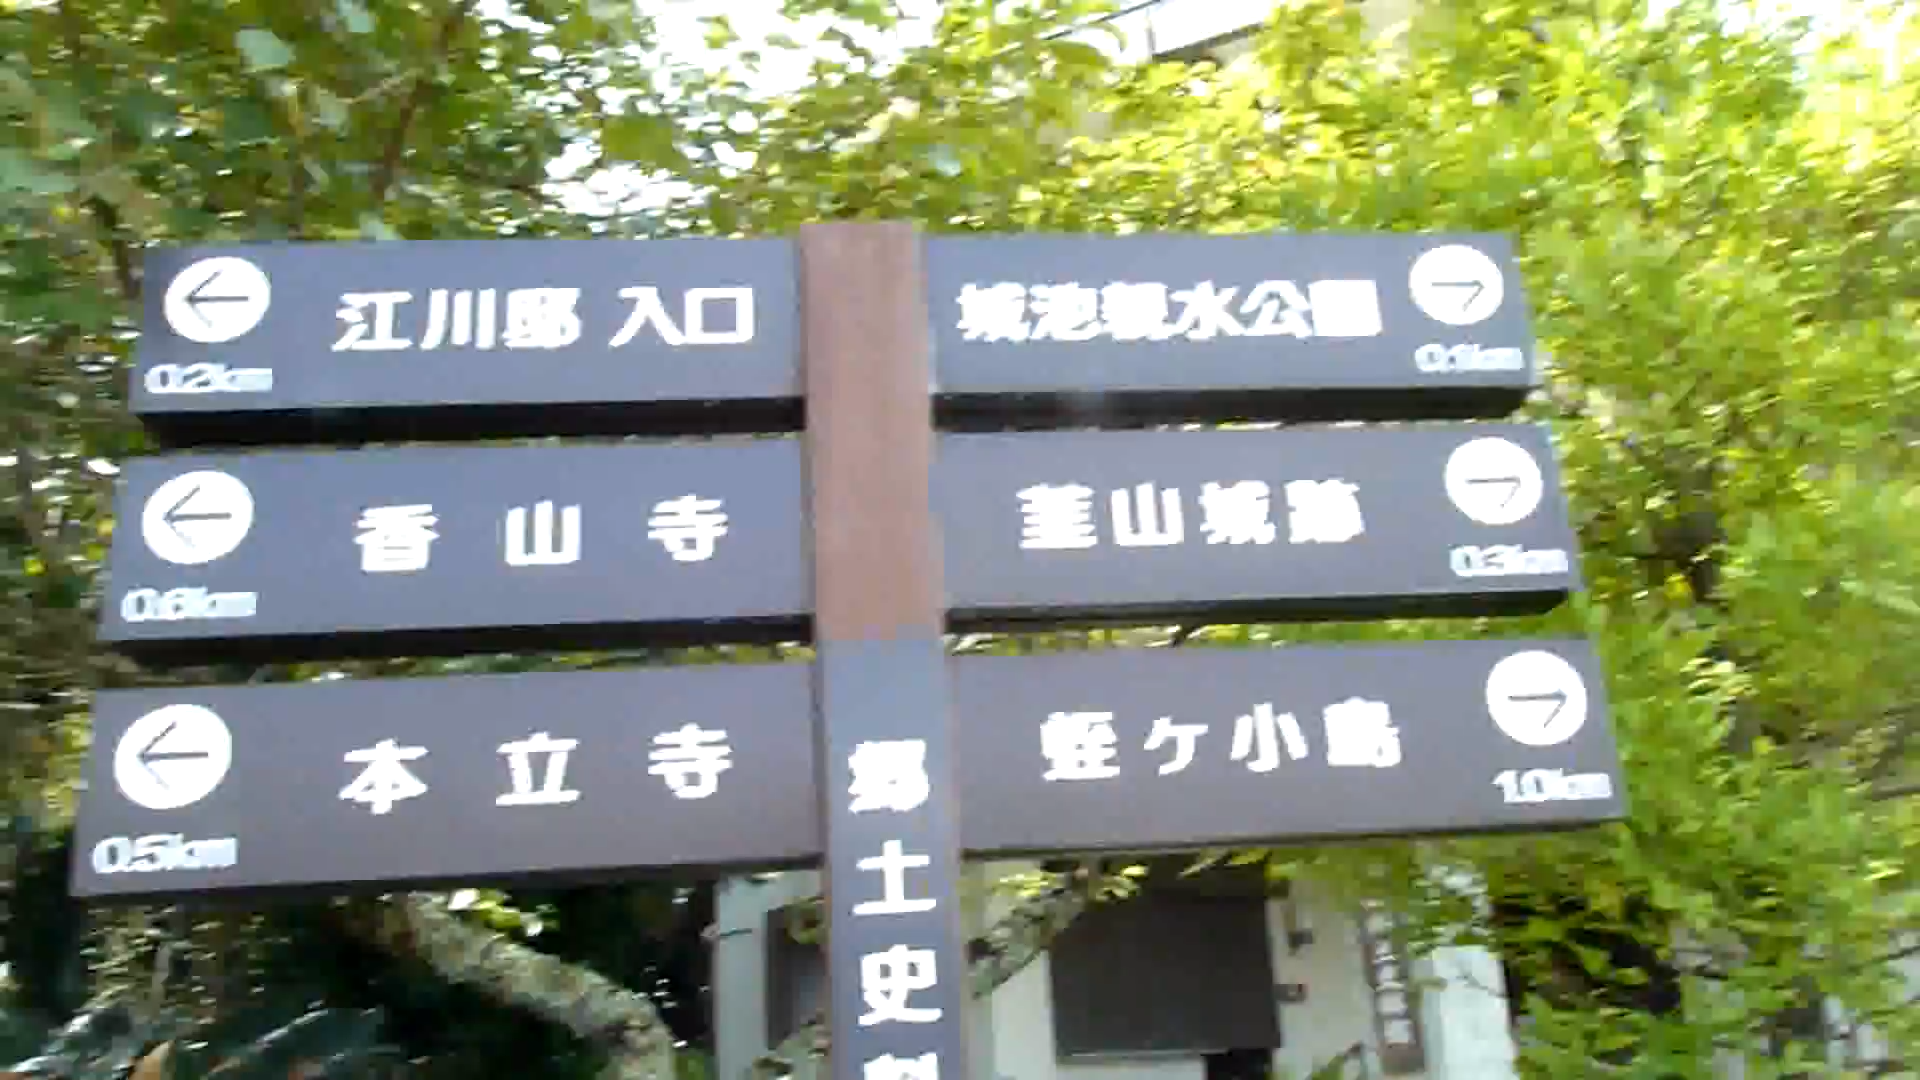 江川邸 入口
0.2km
香山寺
0.6km
本立寺
0.5km
城池親水公園
0.1km
韮山城跡
0.3km
蛭ケ小島
1.0km
郷土史